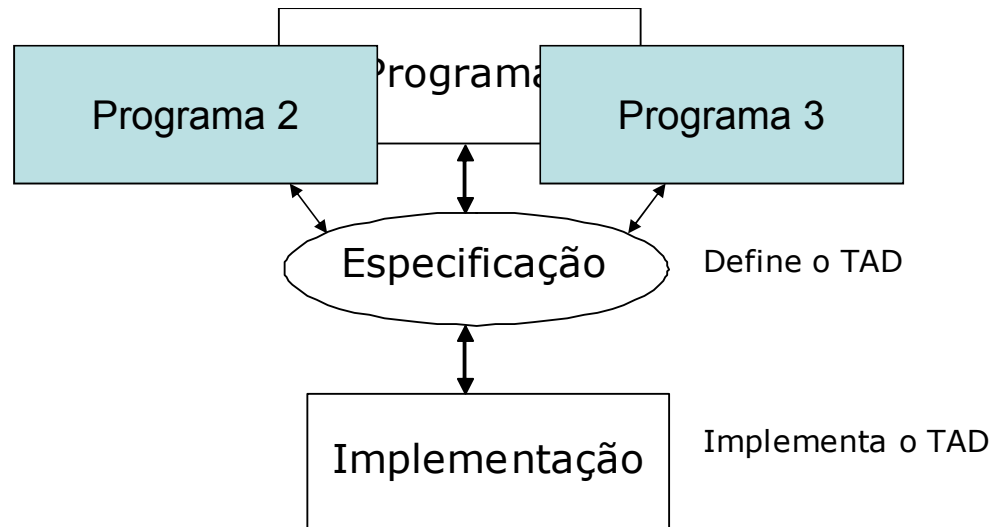 Programa
Programa 2
Programa 3
Especificação
Define o TAD
Implementação
Implementa o TAD